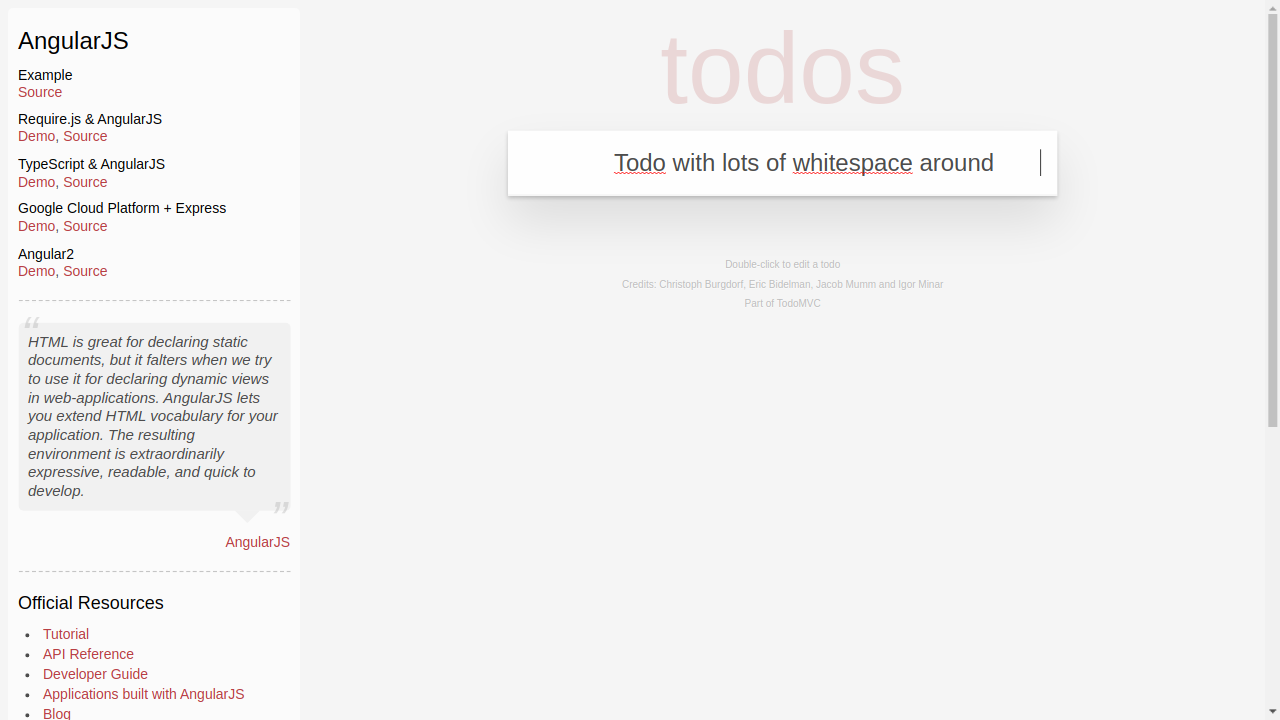 AngularJS
Example
Source
Require.js & AngularJS
Demo, Source
TypeScript & AngularJS
Demo, Source
Google Cloud Platform + Express
Demo, Source
Angular2
Demo, Source
"
HTML is great for declaring static
documents, but it falters when we try
to use it for declaring dynamic views
in web-applications. AngularJS lets
you extend HTML vocabulary for your
application. The resulting
environment is extraordinarily
expressive, readable, and quick to
develop.
"
AngularJS
Official Resources
• Tutorial
• API Reference
• Developer Guide
• Applications built with AngularJS
• Blog
todos
Todo with lots of whitespace around
Double-click to edit a todo
Credits: Christoph Burgdorf, Eric Bidelman, Jacob Mumm and Igor Minar
Part of TodoMVC